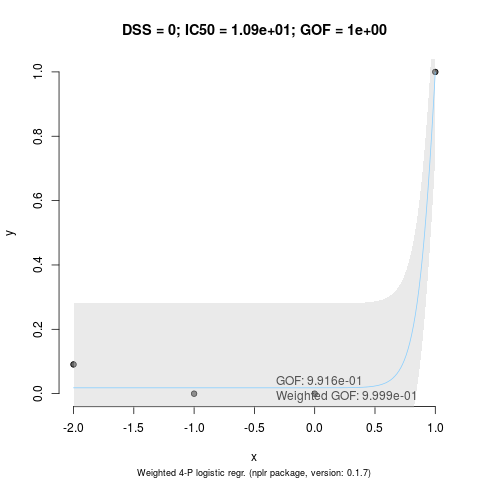 DSS = 0; IC50 = 1.09e+01; GOF = 1e+00
1.0
0.8
0.6
0.4
0.2
0.0
y
GOF: 9.916e-01
Weighted GOF: 9.999e-01
-2.0 -1.5 -1.0 -0.5 0.0 0.5 1.0
x
Weighted 4-P logistic regr. (nplr package, version: 0.1.7)